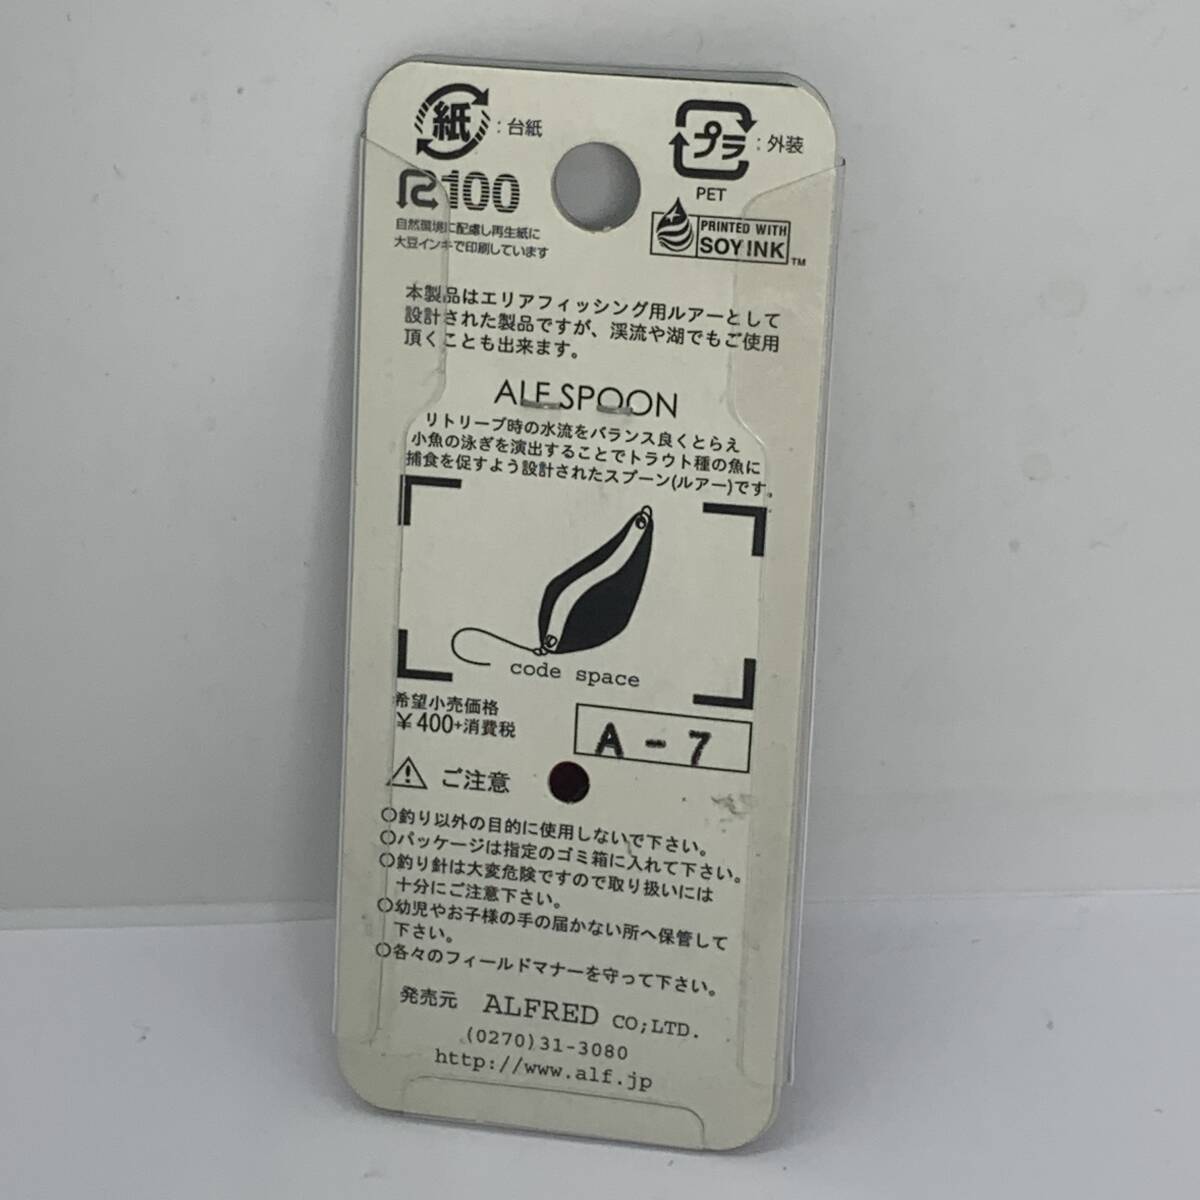 紙:台紙
プラ:外装
PET
R100
自然環境に配慮し再生紙に
大豆インキで印刷しています
PRINTED WITH
SOY INK™
本製品はエリアフィッシング用ルアーとして
設計された製品ですが、渓流や湖でもご使用
頂くことも出来ます。
ALF SPOON
リトリーブ時の水流をバランス良くとらえ
小魚の泳ぎを演出することでトラウト種の魚に
捕食を促すよう設計されたスプーン(ルアー)です。
code space
希望小売価格
¥400+消費税
A-7
ご注意
○釣り以外の目的に使用しないで下さい。
○パッケージは指定のゴミ箱に入れて下さい。
○釣り針は大変危険ですので取り扱いには
十分にご注意下さい。
○幼児やお子様の手の届かない所へ保管して
下さい。
○各々のフィールドマナーを守って下さい。
発売元 ALFRED CO;LTD.
(0270)31-3080
http://www.alf.jp